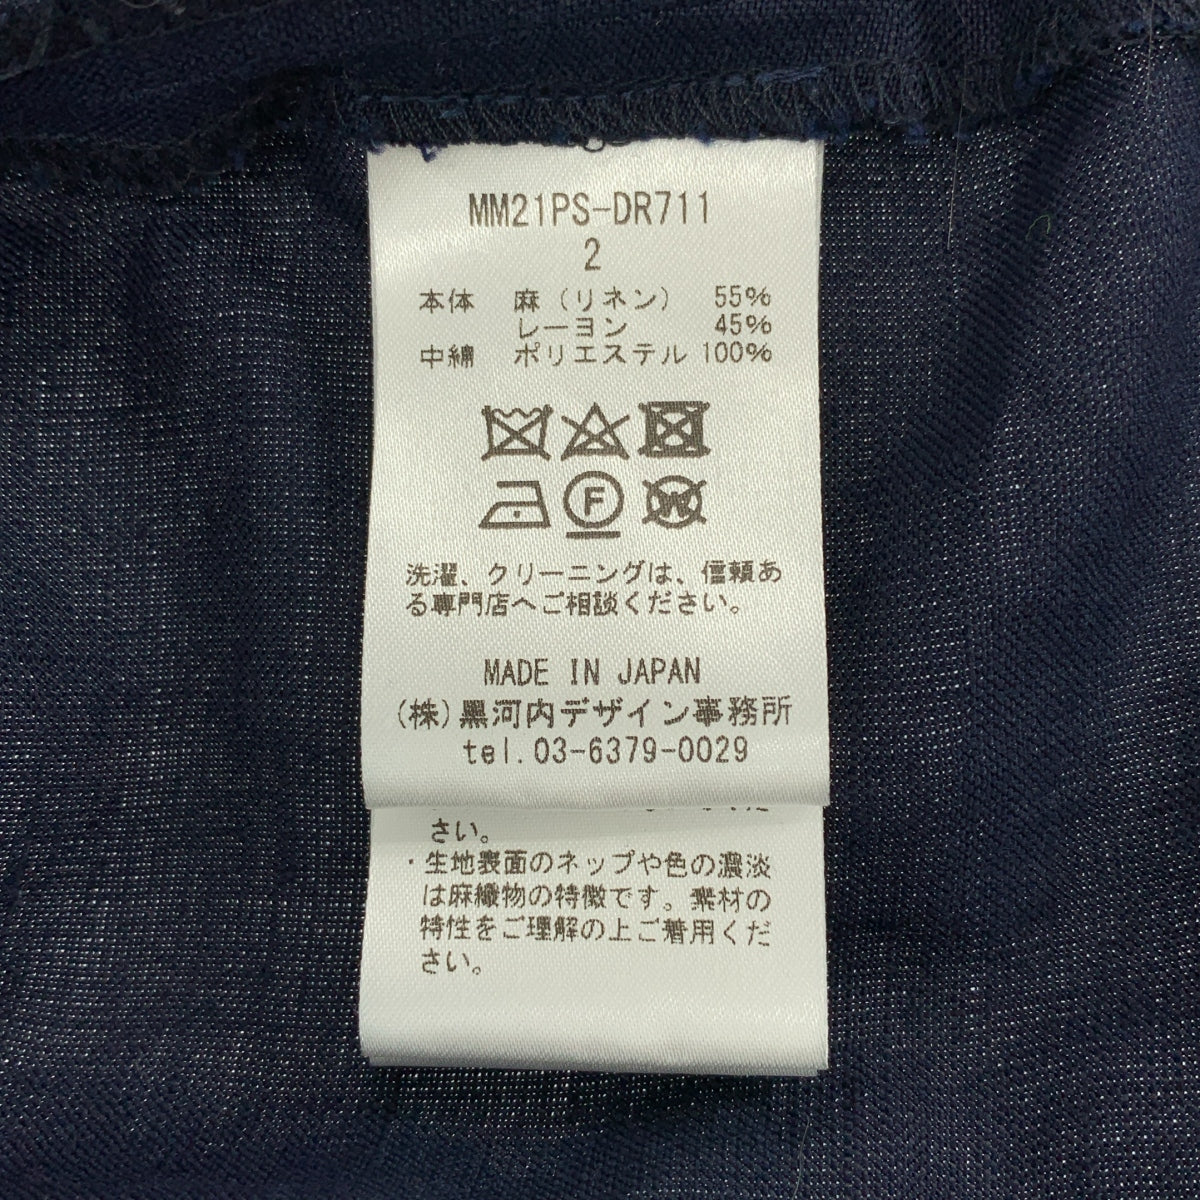 MM21PS-DR711
2
本体 麻（リネン） 55%
レーヨン 45%
中綿 ポリエステル 100%
F
W
洗濯、クリーニングは、信頼あ
る専門店へご相談ください。
MADE IN JAPAN
(株)黒河内デザイン事務所
tel.03-6379-0029
さい。
・生地表面のネップや色の濃淡
は麻織物の特徴です。素材の
特性をご理解の上ご着用くだ
さい。